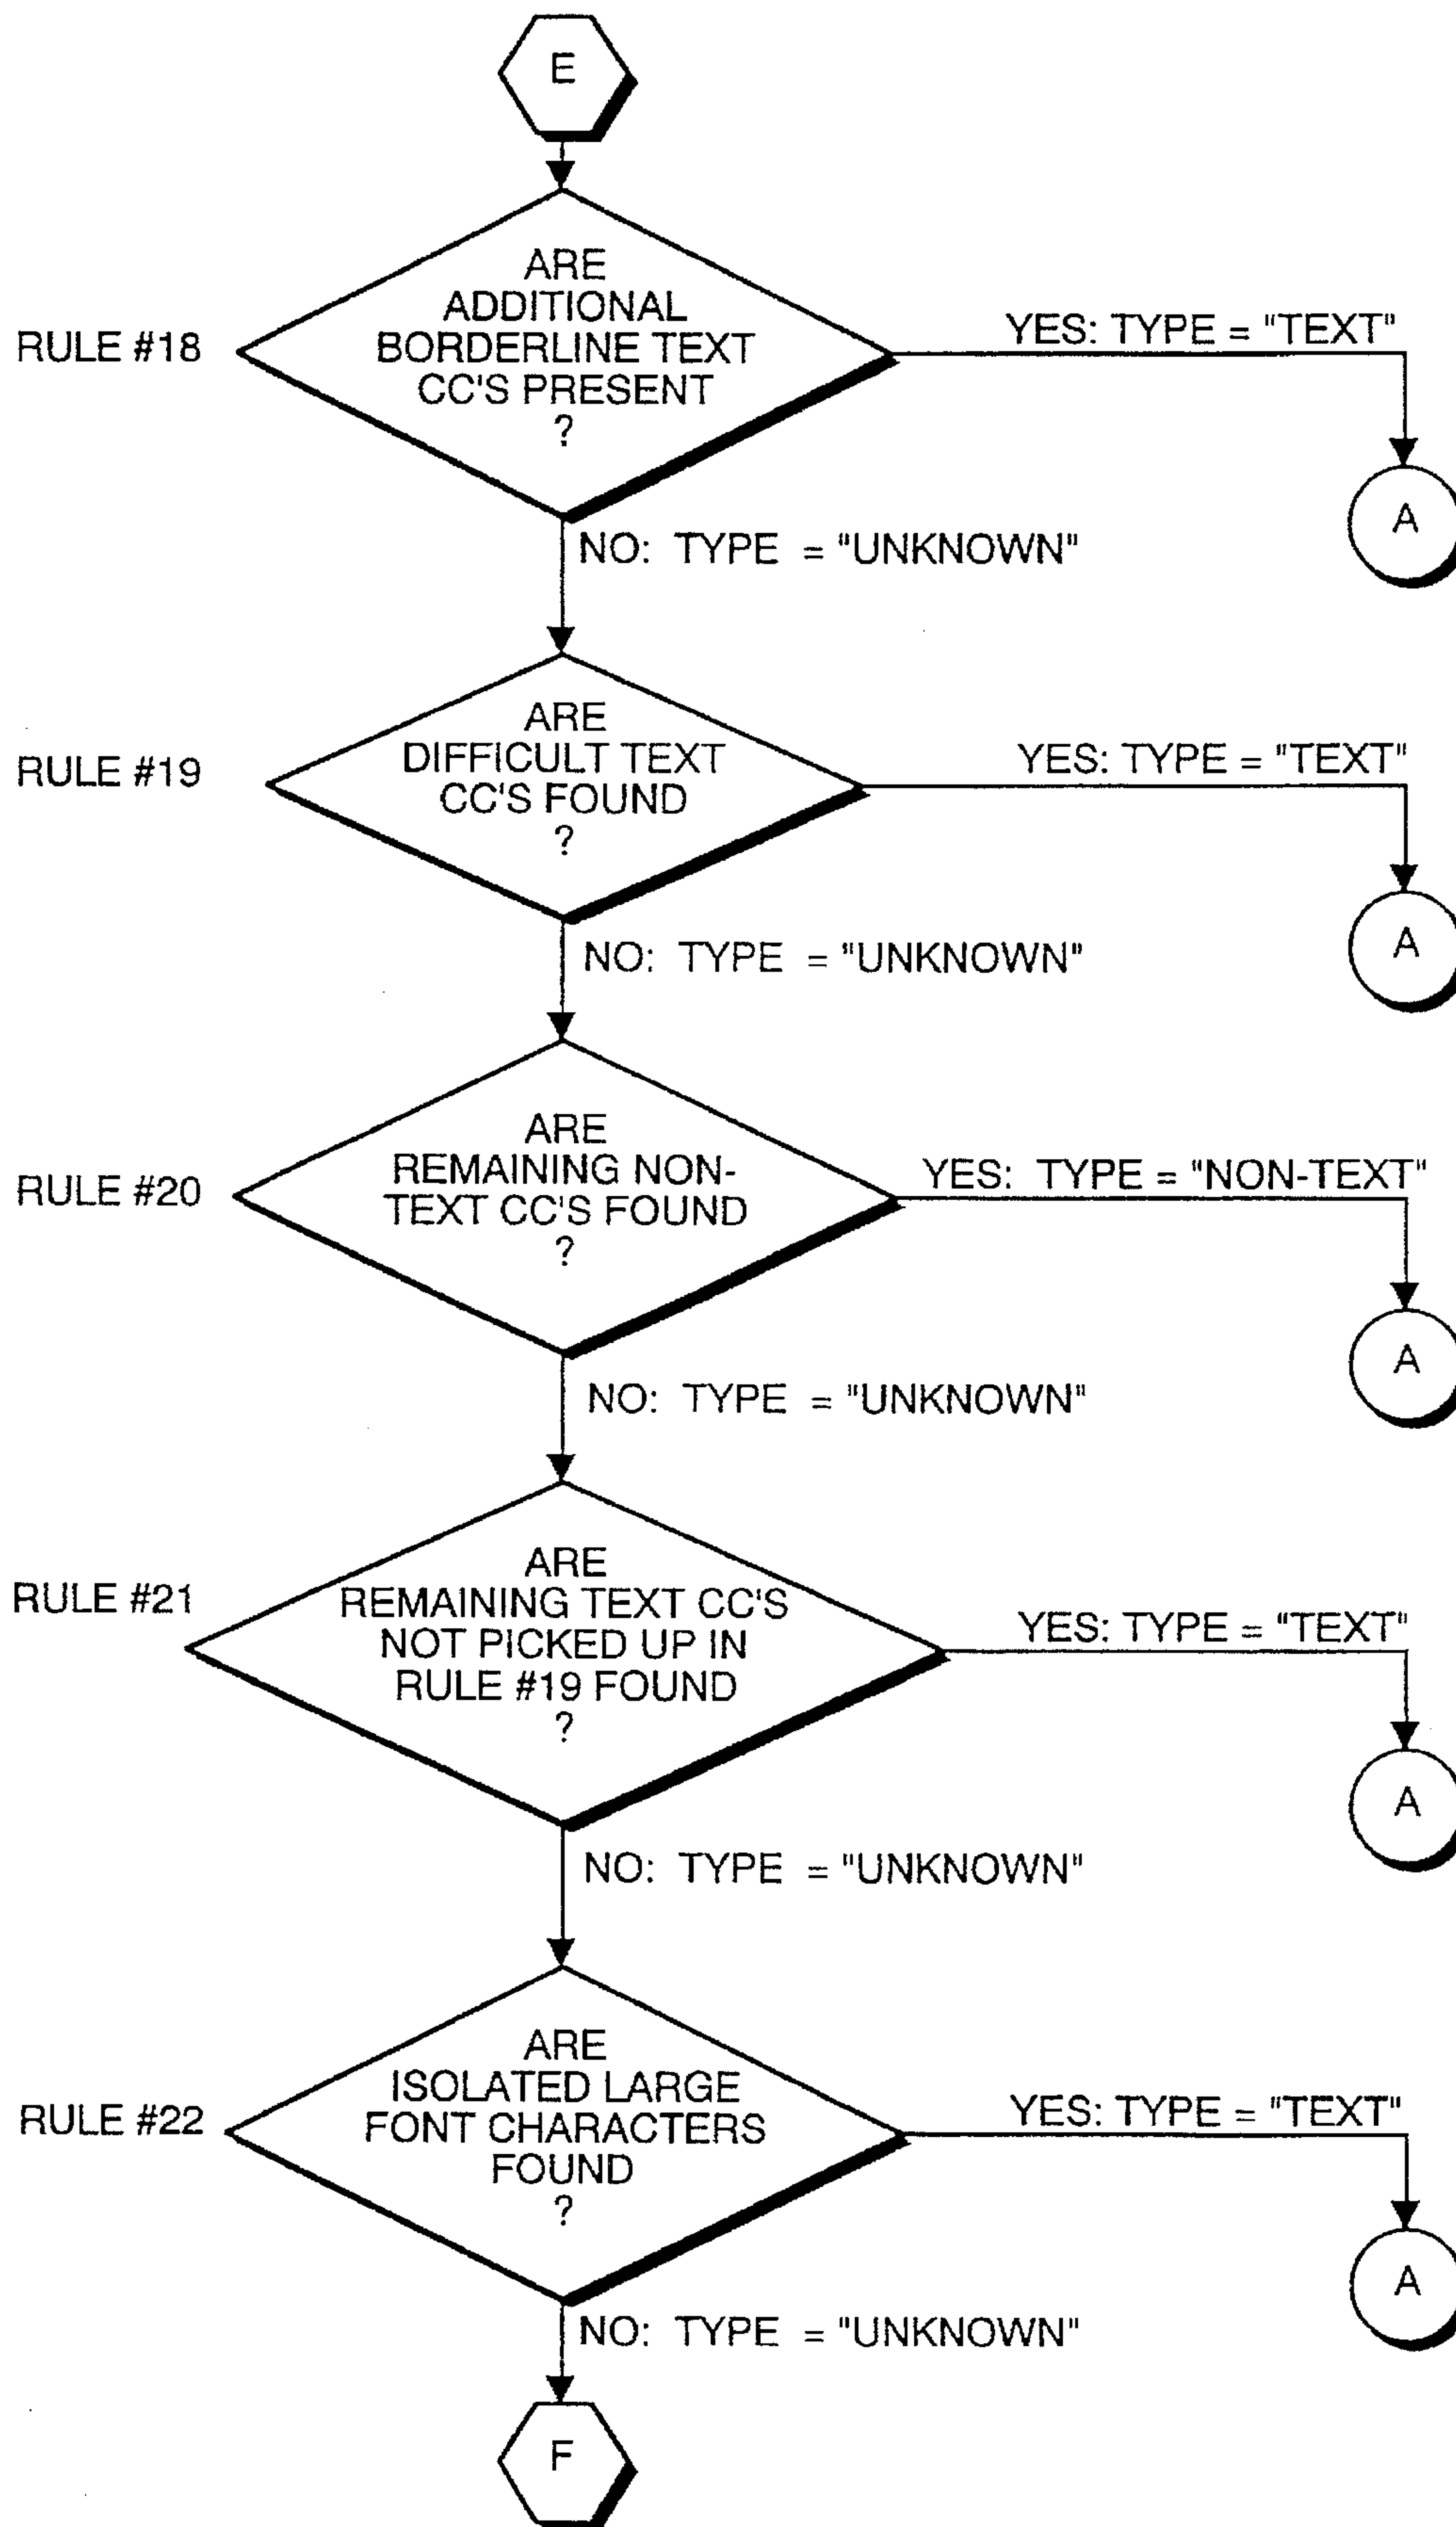 E
ARE
ADDITIONAL
BORDERLINE TEXT
CC'S PRESENT
?
RULE #18
YES: TYPE = "TEXT"
A
NO: TYPE = "UNKNOWN"
ARE
DIFFICULT TEXT
CC'S FOUND
?
RULE #19
YES: TYPE = "TEXT"
A
NO: TYPE = "UNKNOWN"
ARE
REMAINING NON-
TEXT CC'S FOUND
?
RULE #20
YES: TYPE = "NON-TEXT"
A
NO: TYPE = "UNKNOWN"
ARE
REMAINING TEXT CC'S
NOT PICKED UP IN
RULE #19 FOUND
?
RULE #21
YES: TYPE = "TEXT"
A
NO: TYPE = "UNKNOWN"
ARE
ISOLATED LARGE
FONT CHARACTERS
FOUND
?
RULE #22
YES: TYPE = "TEXT"
A
NO: TYPE = "UNKNOWN"
F